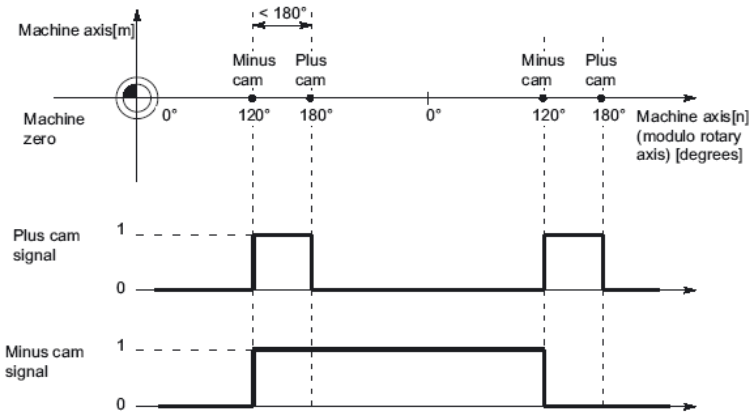 < 180°
Machine axis[m]
Minus cam
Plus cam
Minus cam
Plus cam
Machine zero
0°
120°
180°
0°
120°
180°
Machine axis[n]
(modulo rotary
axis) [degrees]
Plus cam
signal
1
0
Minus cam
signal
1
0